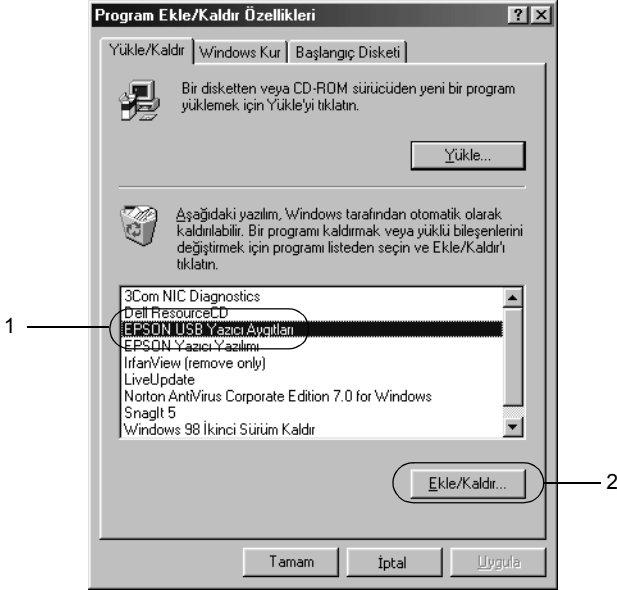 Program Ekle/Kaldır Özellikleri
Yükle/Kaldır Windows Kur Başlangıç Disketi
Bir disketten veya CD-ROM sürücüden yeni bir program
yüklemek için Yükle'yi tıklatın.
Yükle...
Aşağıdaki yazılım, Windows tarafından otomatik olarak
kaldırılabilir. Bir programı kaldırmak veya yüklü bileşenlerini
değiştirmek için programı listeden seçin ve Ekle/Kaldır'ı
tıklatın.
3Com NIC Diagnostics
Dell ResourceCD
1
EPSON USB Yazıcı Aygıtları
EPSON Yazıcı Yazılımı
IrfanView (remove only)
LiveUpdate
Norton AntiVirus Corporate Edition 7.0 for Windows
SnagIt 5
Windows 98 İkinci Sürüm Kaldır
Ekle/Kaldır...
2
Tamam İptal Uygula